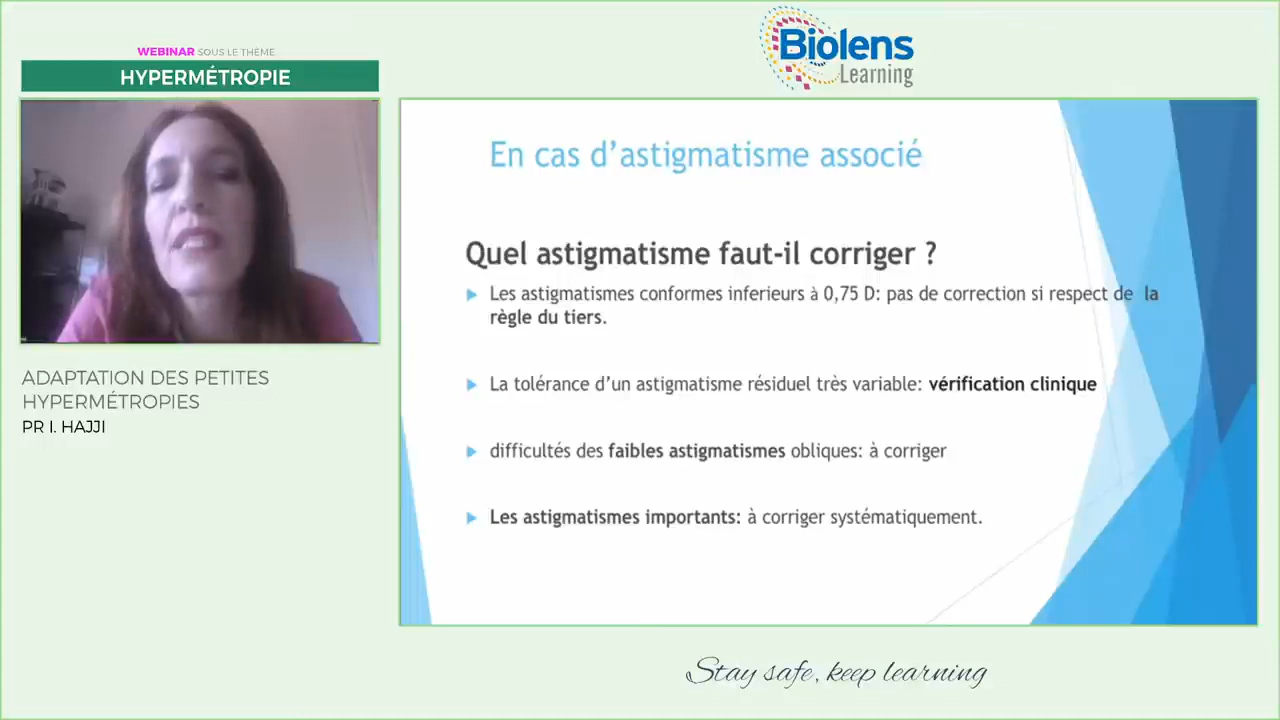 WEBINAR SOUS LE THÈME
HYPERMÉTROPIE
Biolens
Learning
ADAPTATION DES PETITES
HYPERMÉTROPIES
PR I. HAJJI
En cas d’astigmatisme associé
Quel astigmatisme faut-il corriger ?
Les astigmatismes conformes inferieurs à 0,75 D: pas de correction si respect de la
règle du tiers.
La tolérance d’un astigmatisme résiduel très variable: vérification clinique
difficultés des faibles astigmatismes obliques: à corriger
Les astigmatismes importants: à corriger systématiquement.
Stay safe, keep learning